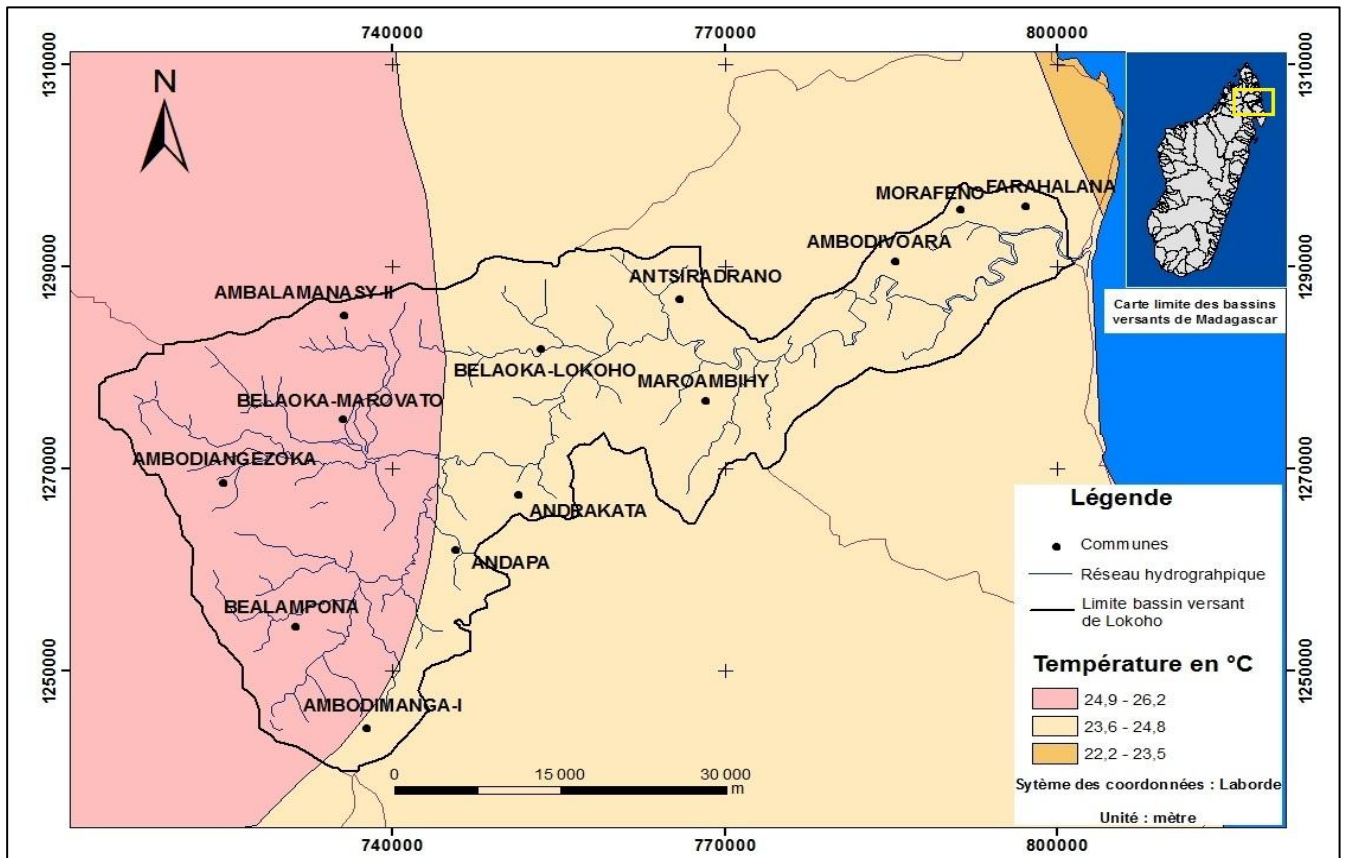 740000 770000 800000
1310000 1310000
N
MORAFENO FARAHALANA
AMBODIVOARA
1290000 1290000
ANTSIRADRANO
AMBALAMANASY-II
Carte limite des bassins
versants de Madagascar
BELAOKA-LOKOHO
MAROAMBIHY
BELAOKA-MAROVATO
AMBODIANGEZOKA
1270000 1270000
ANDRAKATA
ANDAPA
BEALAMPONA
AMBODIMANGA-I
1250000 1250000
0 15 000 30 000
m
Légende
Communes
Réseau hydrograhpique
Limite bassin versant
de Lokoho
Température en °C
24,9 - 26,2
23,6 - 24,8
22,2 - 23,5
Sytème des coordonnées : Laborde
Unité : mètre
740000 770000 800000